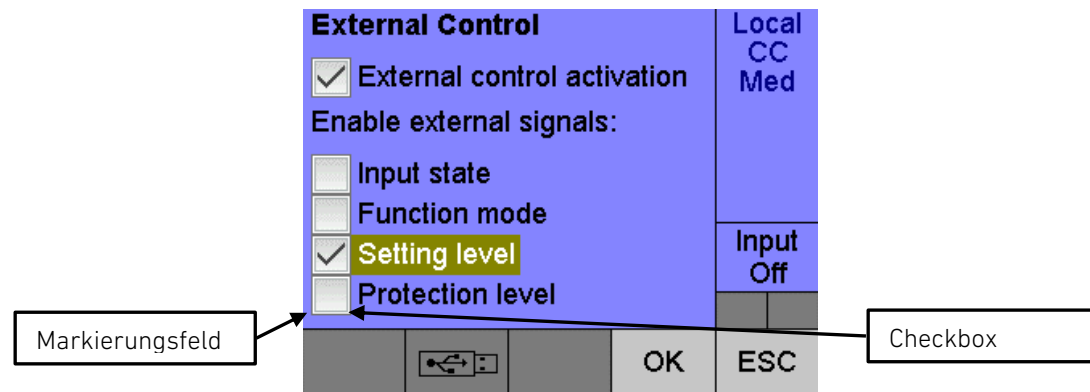 External Control
External control activation
Enable external signals:
Input state
Function mode
Setting level
Protection level
Local
CC
Med
Input
Off
OK
ESC
Markierungsfeld
Checkbox